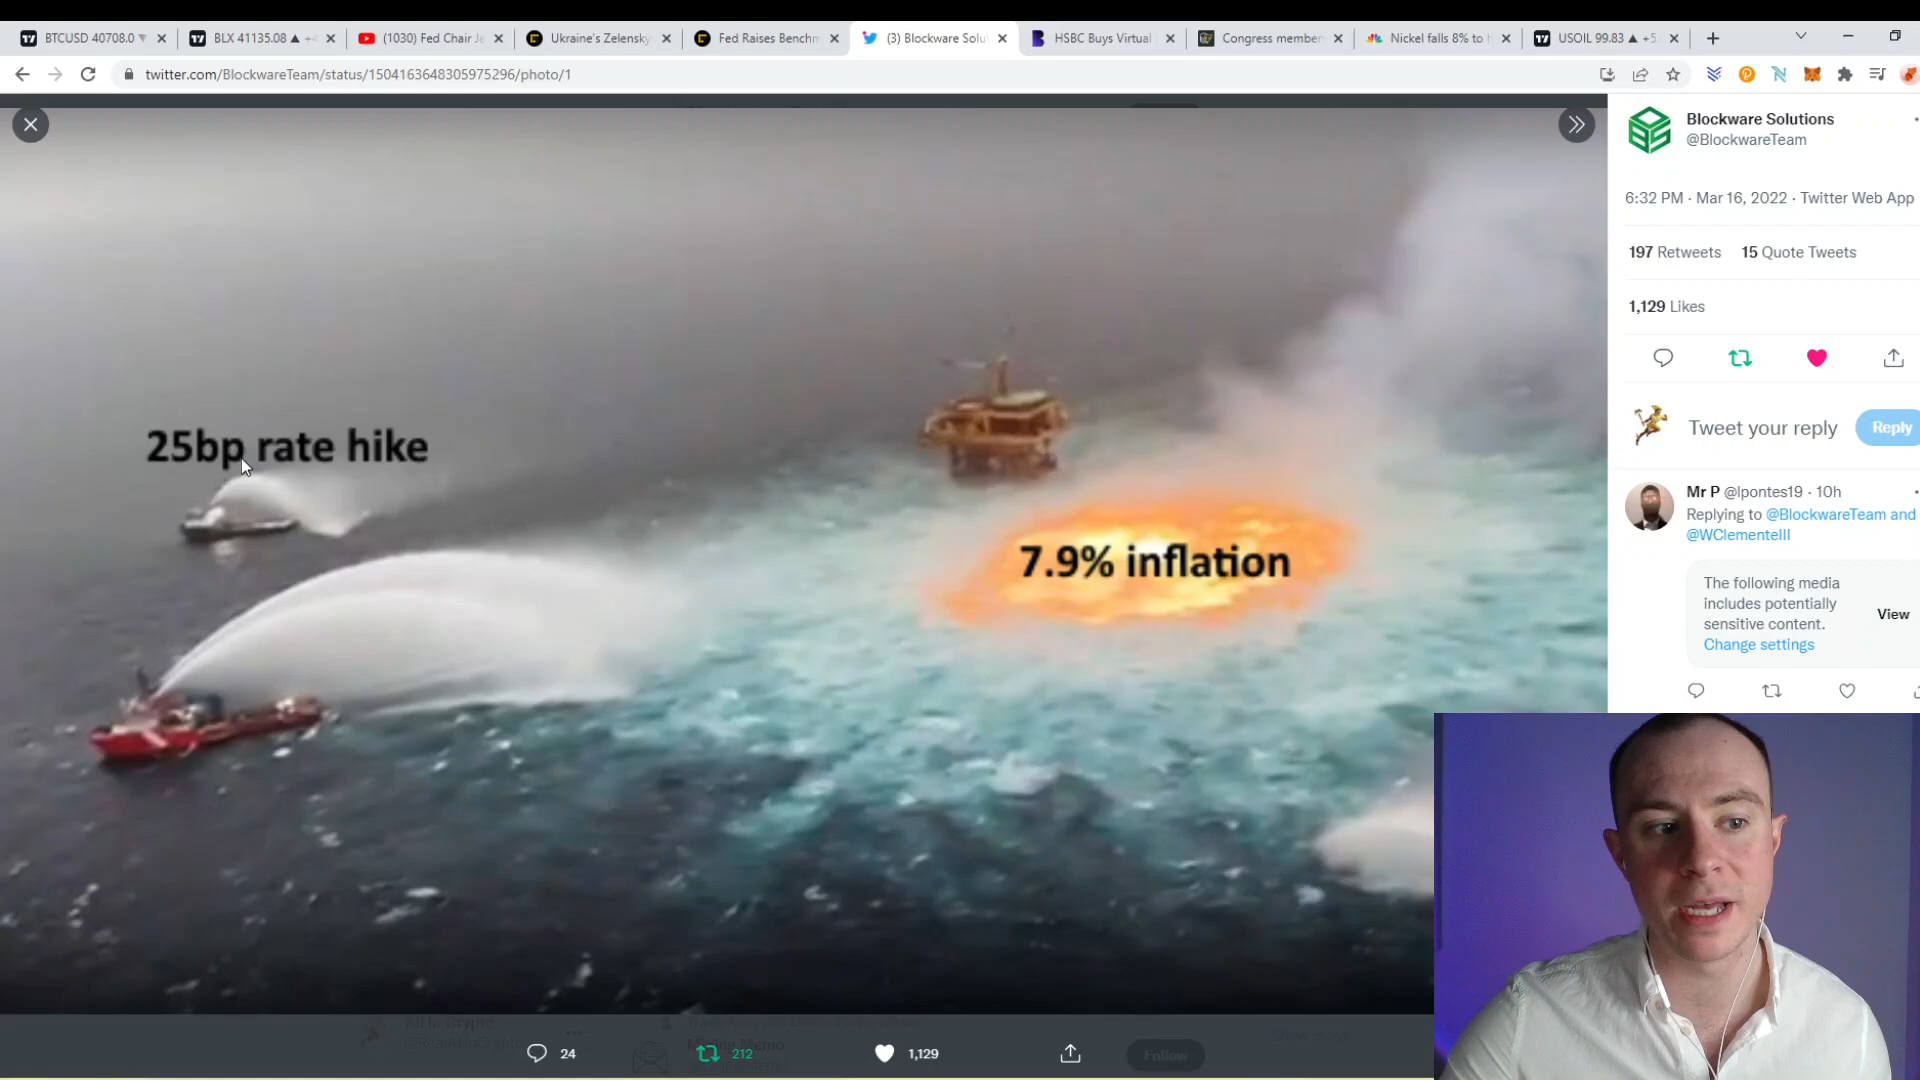 BTCUSD 40708.0
BLX 41135.08
(1030) Fed Chair Je
Ukraine's Zelensky
Fed Raises Benchm
(3) Blockware Solu
HSBC Buys Virtual
Congress member
Nickel falls 8% to
USOIL 99.83
twitter.com/BlockwareTeam/status/1504163648305975296/photo/1
25bp rate hike
7.9% inflation
Blockware Solutions
@BlockwareTeam
6:32 PM · Mar 16, 2022 · Twitter Web App
197 Retweets 15 Quote Tweets
1,129 Likes
Tweet your reply
Reply
Mr P @lpontes19 · 10h
Replying to @BlockwareTeam and
@WClementeIII
The following media
includes potentially
sensitive content.
Change settings
View
24
212
1,129
Follow